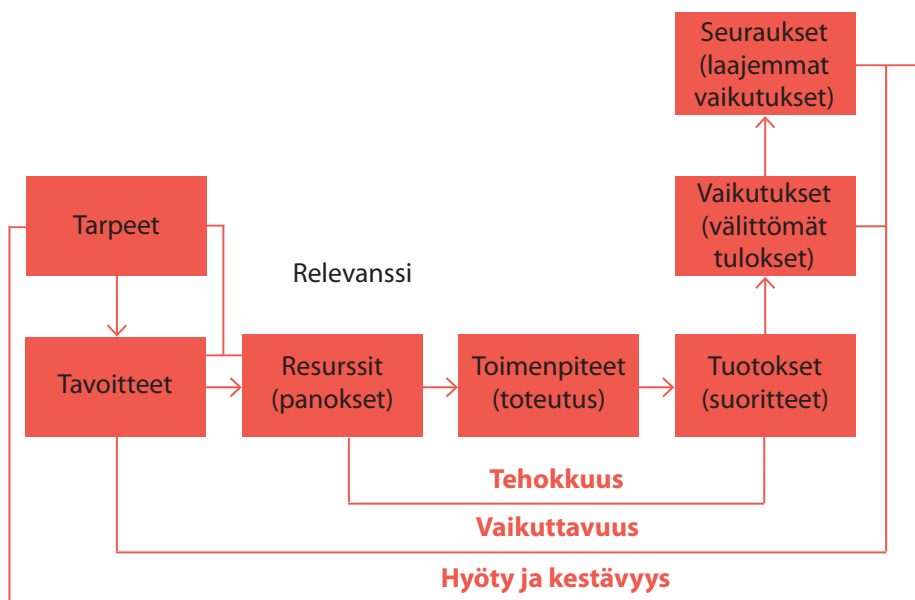 Seuraukset
(laajemmat
vaikutukset)
Tarpeet
Vaikutukset
(välittömät
tulokset)
Relevanssi
Tavoitteet
Resurssit
(panokset)
Toimenpiteet
(toteutus)
Tuotokset
(suoritteet)
Tehokkuus
Vaikuttavuus
Hyöty ja kestävyys